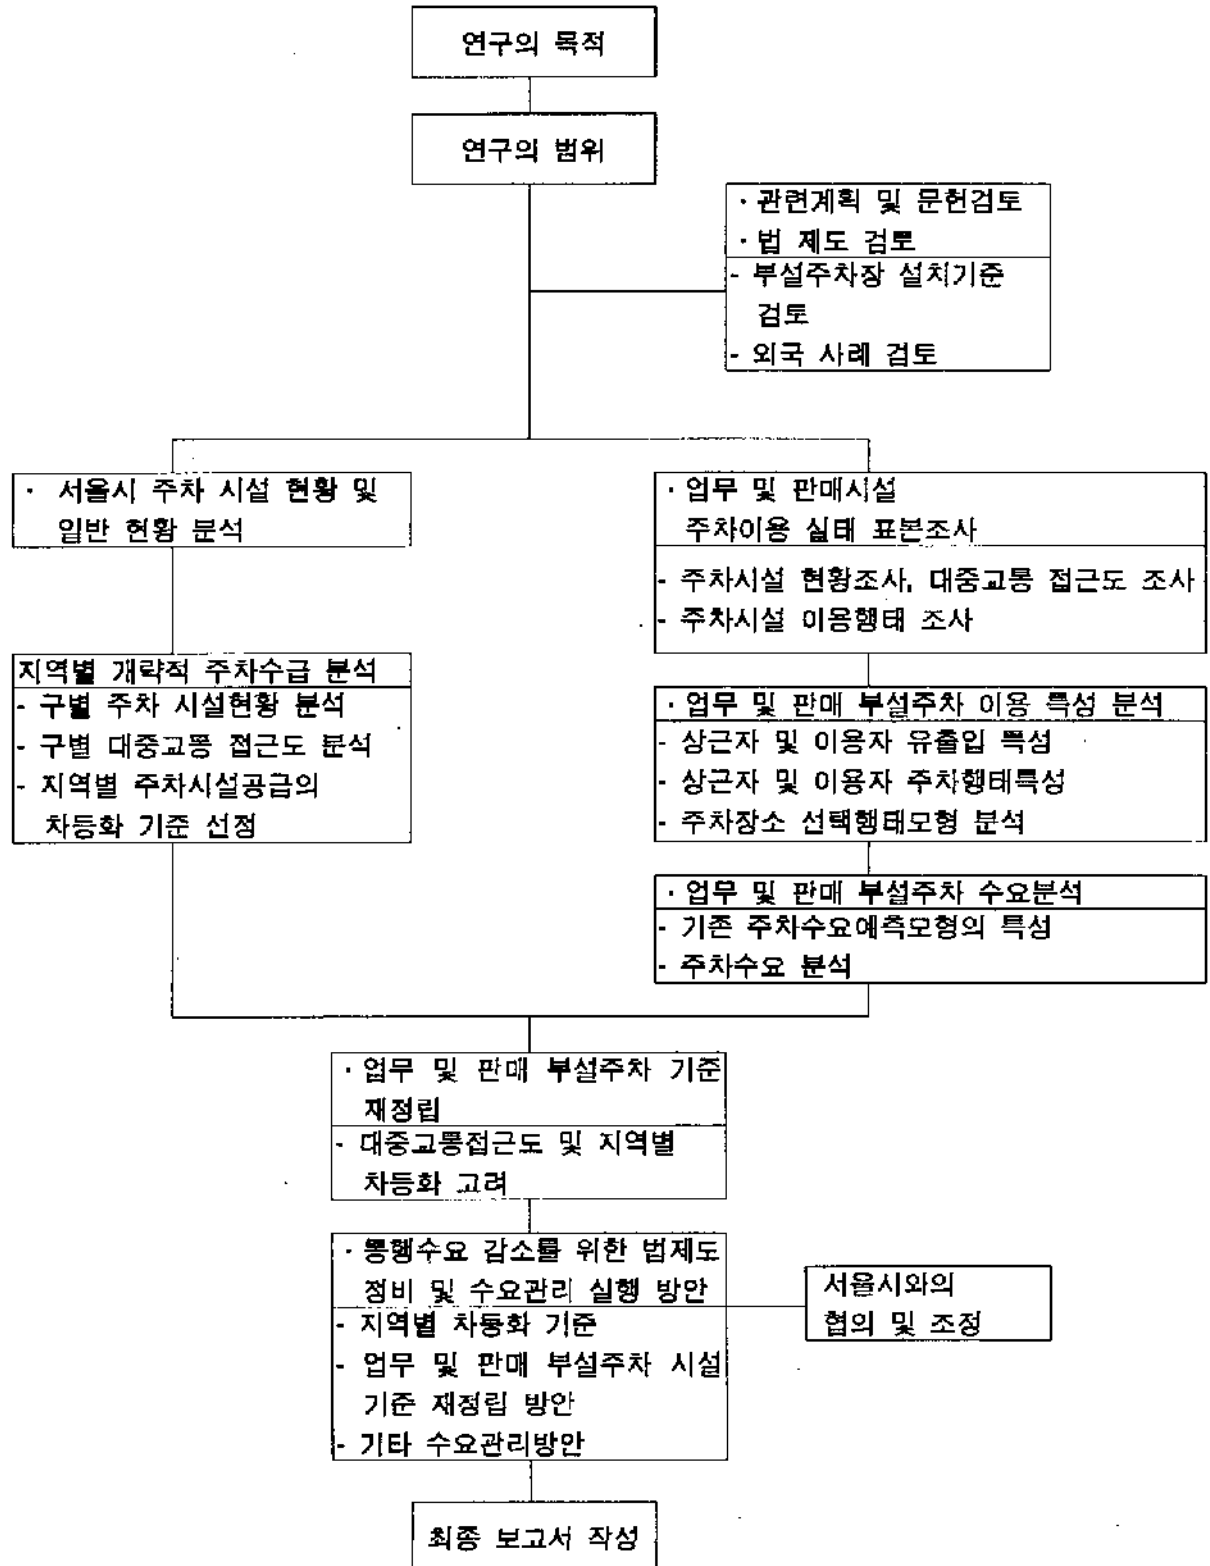 연구의 목적
연구의 범위
· 관련계획 및 문헌검토
· 법 제도 검토
- 부설주차장 설치기준
검토
- 외국 사례 검토
· 서울시 주차 시설 현황 및
일반 현황 분석
지역별 개략적 주차수급 분석
- 구별 주차 시설현황 분석
- 구별 대중교통 접근도 분석
- 지역별 주차시설공급의
차등화 기준 선정
· 업무 및 판매시설
주차이용 실태 표본조사
- 주차시설 현황조사, 대중교통 접근도 조사
- 주차시설 이용행태 조사
· 업무 및 판매 부설주차 이용 특성 분석
- 상근자 및 이용자 유출입 특성
- 상근자 및 이용자 주차행태특성
- 주차장소 선택행태모형 분석
· 업무 및 판매 부설주차 수요분석
- 기존 주차수요예측모형의 특성
- 주차수요 분석
· 업무 및 판매 부설주차 기준
재정립
- 대중교통접근도 및 지역별
차등화 고려
· 통행수요 감소를 위한 법제도
정비 및 수요관리 실행 방안
- 지역별 차등화 기준
- 업무 및 판매 부설주차 시설
기준 재정립 방안
- 기타 수요관리방안
서울시와의
협의 및 조정
최종 보고서 작성